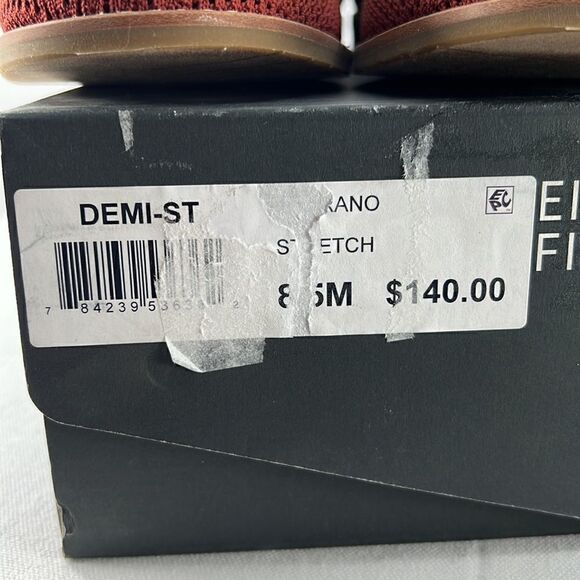 DEMI-ST
RANO
STRETCH
8.5M $140.00
7 84239 5363 2
EI
FI